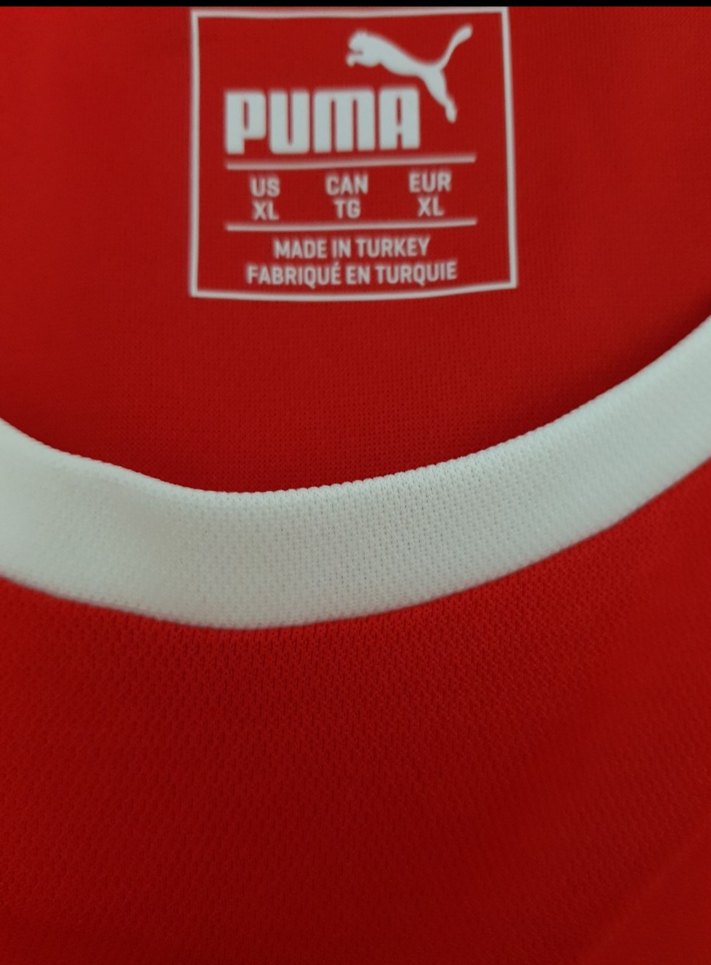 PUMA
US CAN EUR
XL TG XL
MADE IN TURKEY
FABRIQUÉ EN TURQUIE